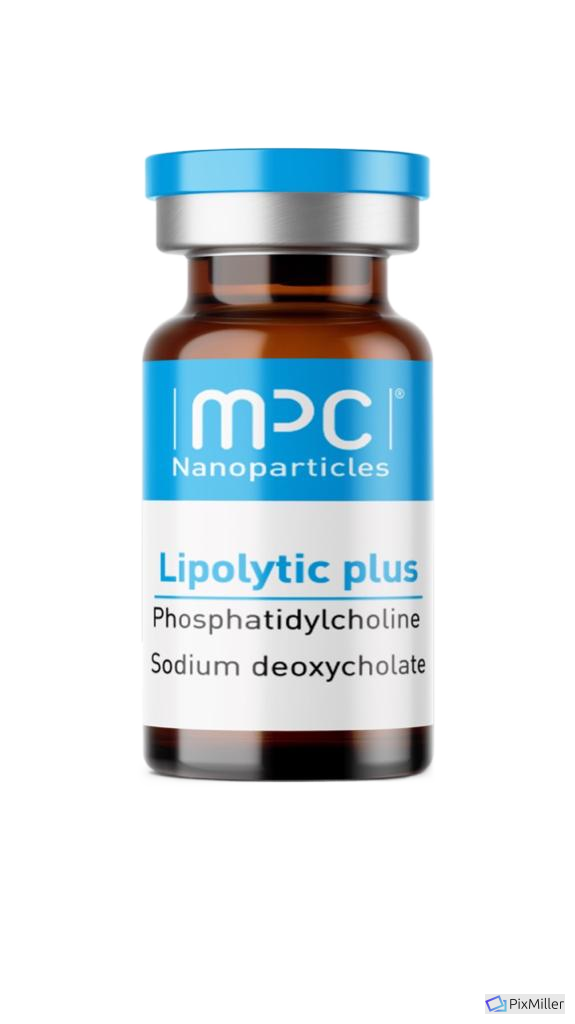 mpc®
Nanoparticles
Lipolytic plus
Phosphatidylcholine
Sodium deoxycholate
PixMiller